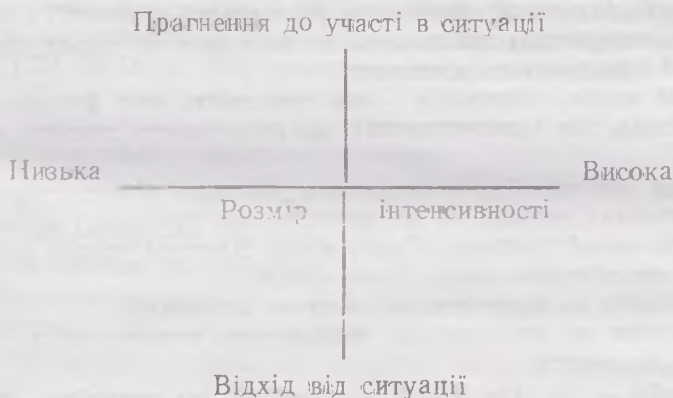 Прагнення до участі в ситуації
Низька Висока
Розмір інтенсивності
Відхід від ситуації